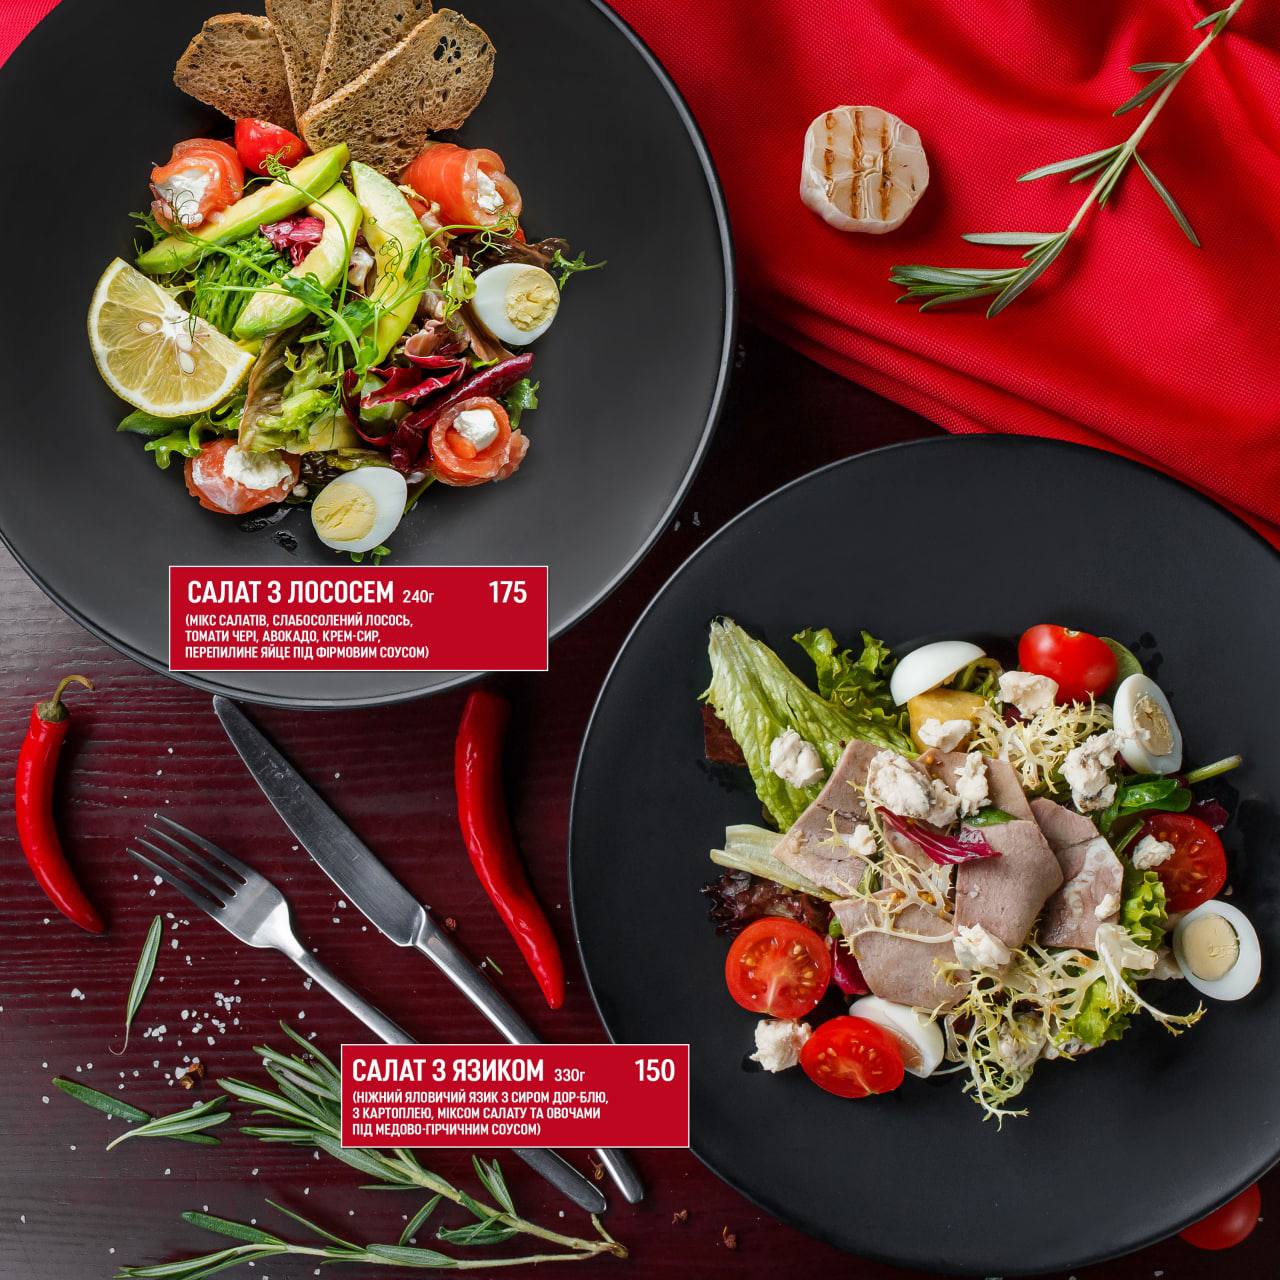 САЛАТ З ЛОСОСЕМ 240г 175
(МІКС САЛАТІВ, СЛАБОСОЛЕНИЙ ЛОСОСЬ,
ТОМАТИ ЧЕРІ, АВОКАДО, КРЕМ-СИР,
ПЕРЕПИЛИНЕ ЯЙЦЕ ПІД ФІРМОВИМ СОУСОМ)
САЛАТ З ЯЗИКОМ 330г 150
(НІЖНИЙ ЯЛОВИЧИЙ ЯЗИК З СИРОМ ДОР-БЛЮ,
З КАРТОПЛЕЮ, МІКСОМ САЛАТУ ТА ОВОЧАМИ
ПІД МЕДОВО-ГІРЧИЧНИМ СОУСОМ)